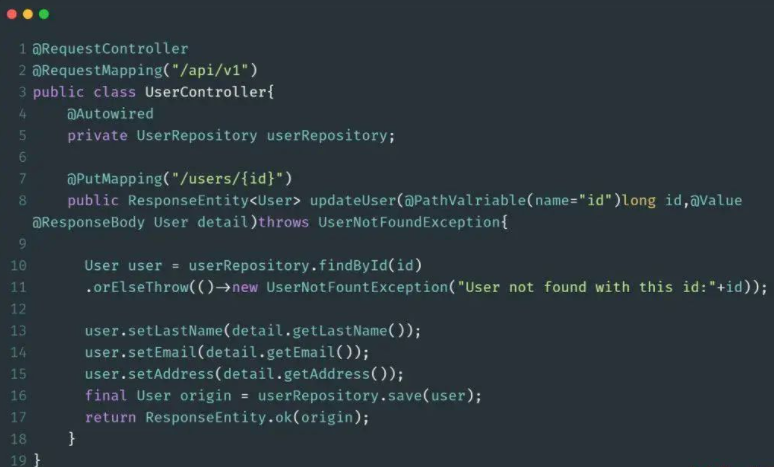 1 @RequestController
2 @RequestMapping("/api/v1")
3 public class UserController{
4 @Autowired
5 private UserRepository userRepository;
6
7 @PutMapping("/users/{id}")
8 public ResponseEntity<User> updateUser(@PathValriable(name="id")long id,@Value
@ResponseBody User detail)throws UserNotFoundException{
9
10 User user = userRepository.findById(id)
11 .orElseThrow(()→new UserNotFountException("User not found with this id:"+id));
12
13 user.setLastName(detail.getLastName());
14 user.setEmail(detail.getEmail());
15 user.setAddress(detail.getAddress());
16 final User origin = userRepository.save(user);
17 return ResponseEntity.ok(origin);
18 }
19 }